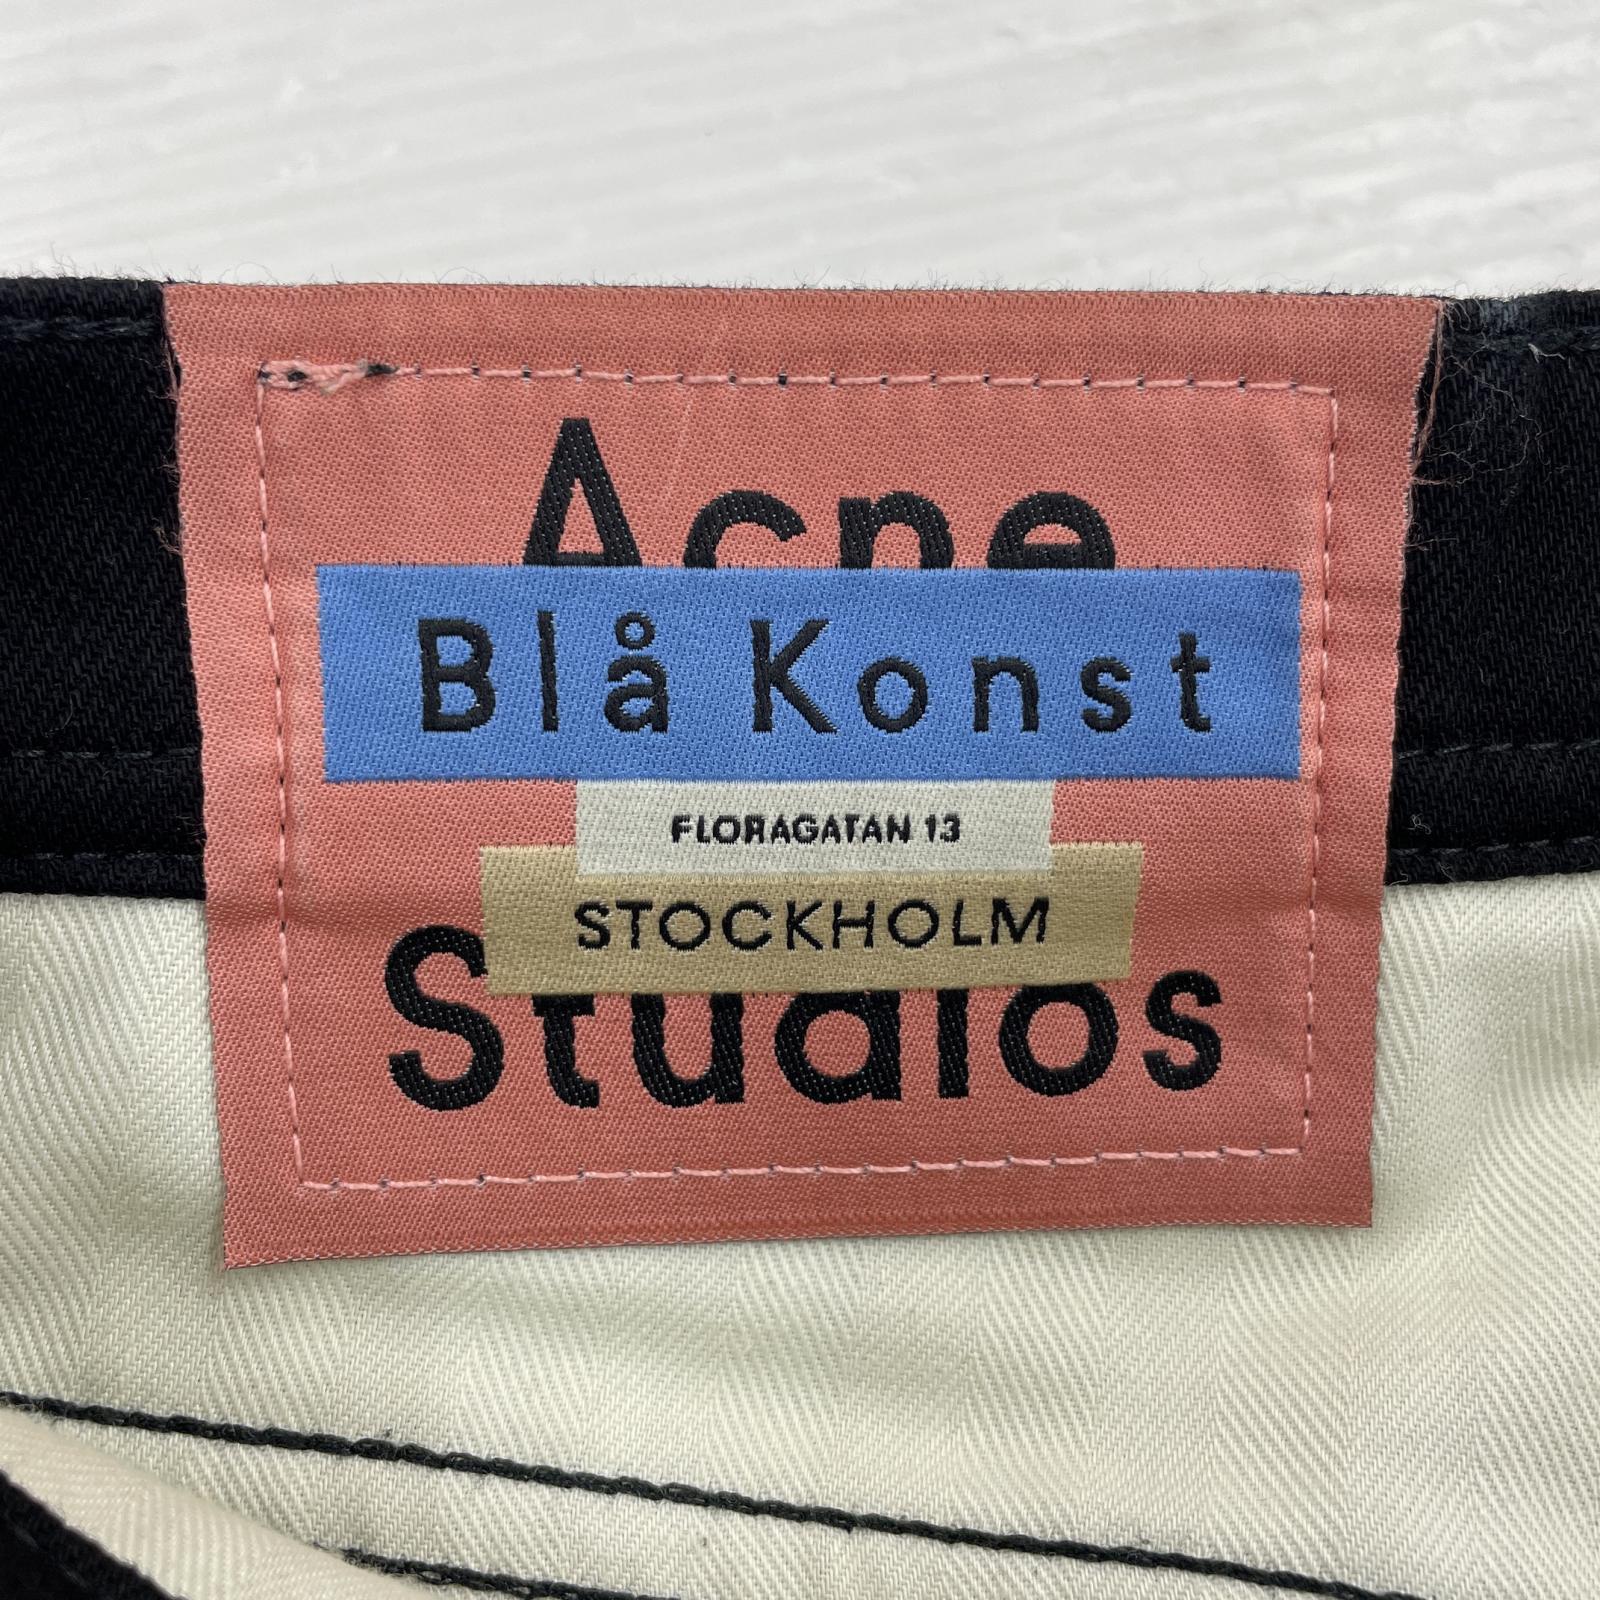 Acne
Blå Konst
FLORAGATAN 13
STOCKHOLM
Studios